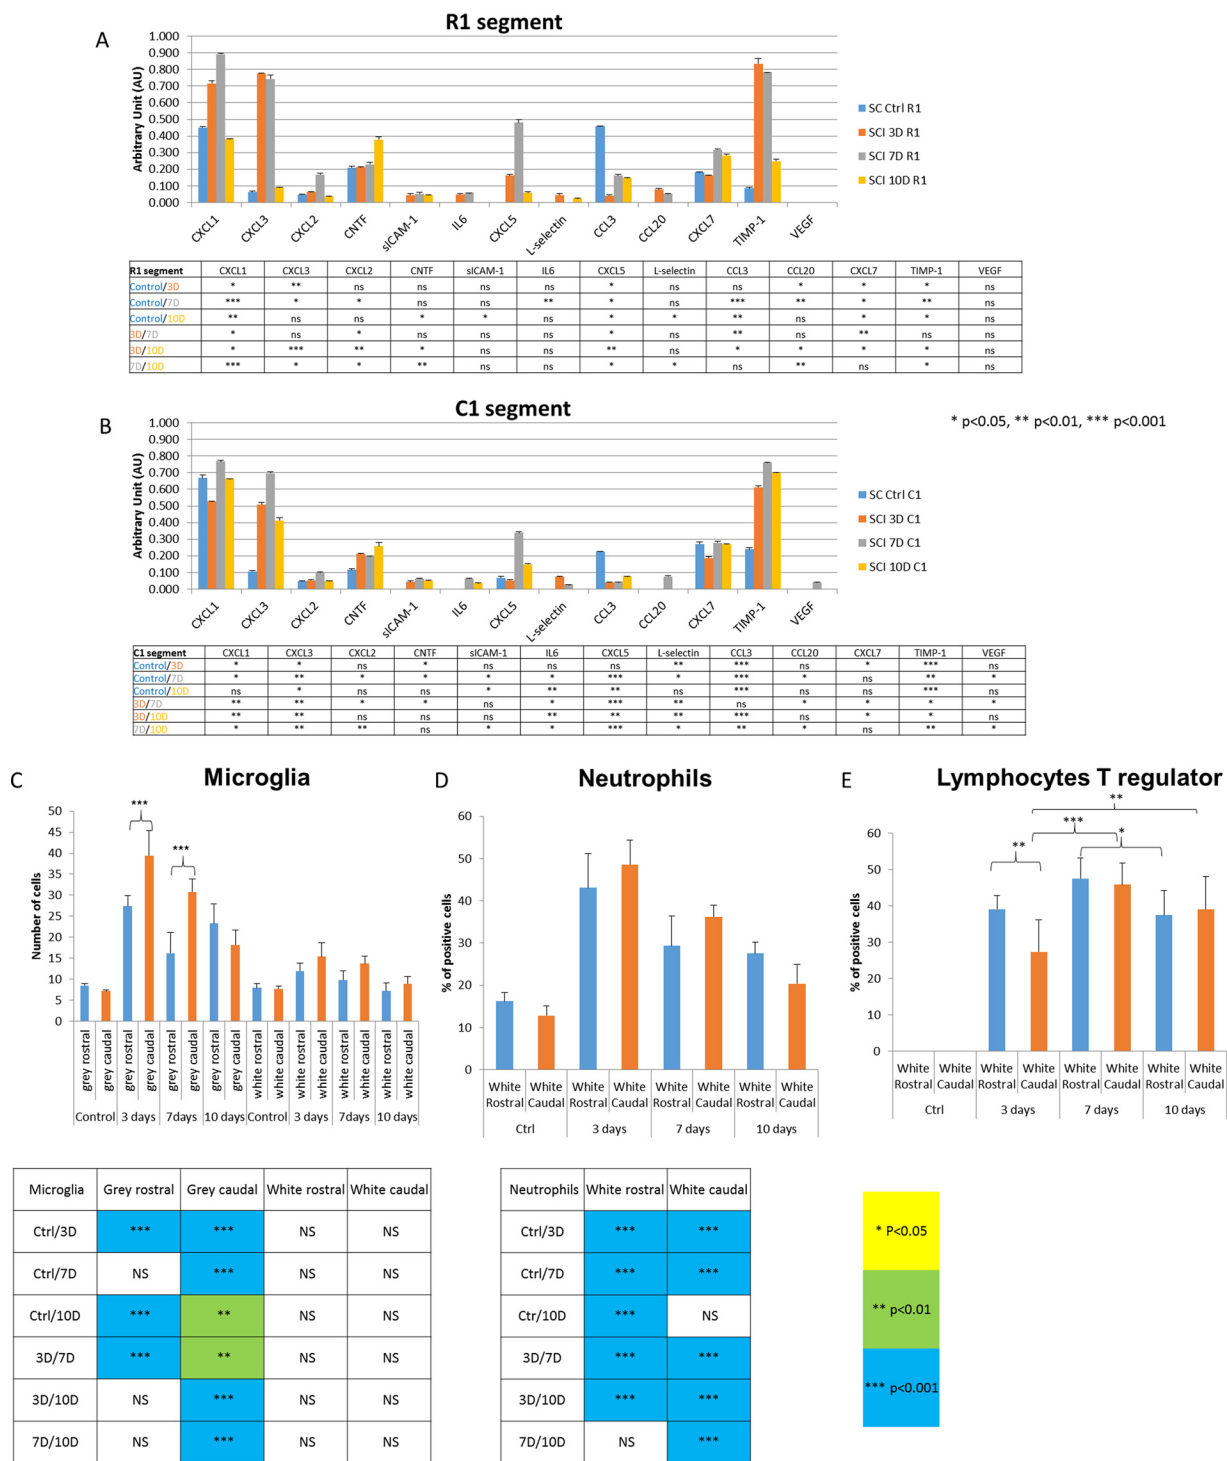 R1 segment
A
Arbitrary Unit (AU)
1.000
0.900
0.800
0.700
0.600
0.500
0.400
0.300
0.200
0.100
0.000
CXCL1 CXCL3 CXCL2 CNTF sICAM-1 IL6 CXCL5 L-selectin CCL3 CCL20 CXCL7 TIMP-1 VEGF
SC Ctrl R1
SCI 3D R1
SCI 7D R1
SCI 10D R1
R1 segment CXCL1 CXCL3 CXCL2 CNTF sICAM-1 IL6 CXCL5 L-selectin CCL3 CCL20 CXCL7 TIMP-1 VEGF
Control/3D * ** ns ns ns ns * ns ns * * * ns
Control/7D *** * * ns ns ** * ns *** ** * ** ns
Control/10D ** ns ns * * ns * * ** ns * * ns
3D/7D * ns * ns ns ns * ns ** ns ** ns ns
3D/10D * *** ** * ns ns ** ns * * * * ns
7D/10D *** * * ** ns ns * * ns ** ns * ns
C1 segment
B
* p<0.05, ** p<0.01, *** p<0.001
Arbitrary Unit (AU)
1.000
0.900
0.800
0.700
0.600
0.500
0.400
0.300
0.200
0.100
0.000
CXCL1 CXCL3 CXCL2 CNTF sICAM-1 IL6 CXCL5 L-selectin CCL3 CCL20 CXCL7 TIMP-1 VEGF
SC Ctrl C1
SCI 3D C1
SCI 7D C1
SCI 10D C1
C1 segment CXCL1 CXCL3 CXCL2 CNTF sICAM-1 IL6 CXCL5 L-selectin CCL3 CCL20 CXCL7 TIMP-1 VEGF
Control/3D * * ns * ns ns ns ** *** ns * *** ns
Control/7D * ** * * * * *** * *** * ns ** *
Control/10D ns * ns ns * ** ** ns *** ns ns *** ns
3D/7D ** ** * * ns * *** ** ns * * * *
3D/10D ** ** ns ns ns ** ** ** *** ns * * ns
7D/10D * ** ** ns * * *** ** * * ns ** *
C
Microglia
Number of cells
50
45
40
35
30
25
20
15
10
5
0
***
***
grey rostral grey caudal grey rostral grey caudal grey rostral grey caudal grey rostral grey caudal white rostral white caudal white rostral white caudal white rostral white caudal white rostral white caudal
Control 3 days 7days 10 days Control 3 days 7days 10 days
D
Neutrophils
% of positive cells
60
50
40
30
20
10
0
White Rostral White Caudal White Rostral White Caudal White Rostral White Caudal White Rostral White Caudal
Ctrl 3 days 7 days 10 days
E
Lymphocytes T regulator
% of positive cells
60
50
40
30
20
10
0
**
***
*
**
White Rostral White Caudal White Rostral White Caudal White Rostral White Caudal White Rostral White Caudal
Ctrl 3 days 7 days 10 days
Microglia Grey rostral Grey caudal White rostral White caudal
Ctrl/3D *** *** NS NS
Ctrl/7D NS *** NS NS
Ctrl/10D *** ** NS NS
3D/7D *** ** NS NS
3D/10D NS *** NS NS
7D/10D NS *** NS NS
Neutrophils White rostral White caudal
Ctrl/3D *** ***
Ctrl/7D *** ***
Ctr/10D *** NS
3D/7D *** ***
3D/10D *** ***
7D/10D NS ***
* P<0.05
** p<0.01
*** p<0.001